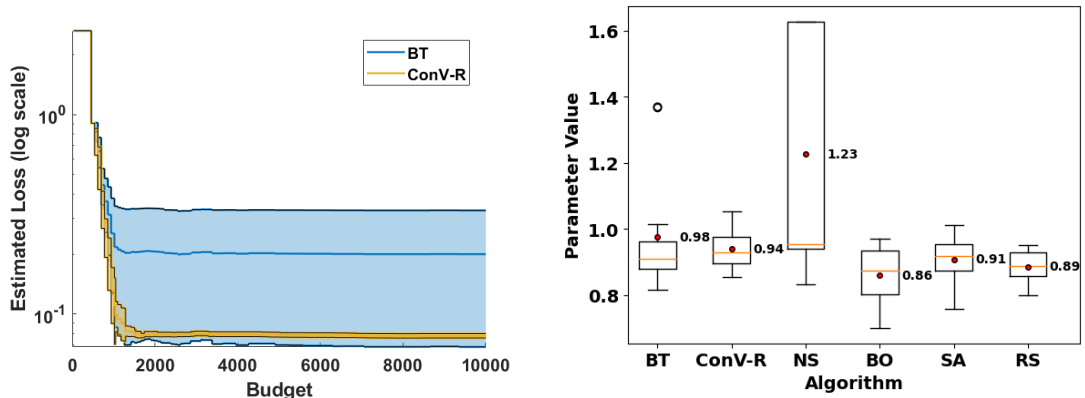 Estimated Loss (log scale)
10^0
10^-1
BT
ConV-R
0
2000
4000
6000
8000
10000
Budget
Parameter Value
1.6
1.4
1.2
1.0
0.8
0.98
0.94
1.23
0.86
0.91
0.89
BT
ConV-R
NS
BO
SA
RS
Algorithm